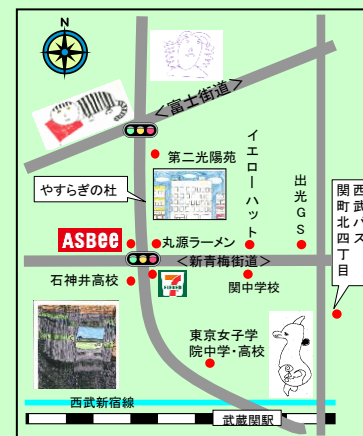 N
<富士街道>
第二光陽苑
やすらぎの杜
イエローハット
出光GS
西武バス
関町北四丁目
ASBee
丸源ラーメン
<新青梅街道>
石神井高校
関中学校
東京女子学
院中学・高校
西武新宿線
武蔵関駅